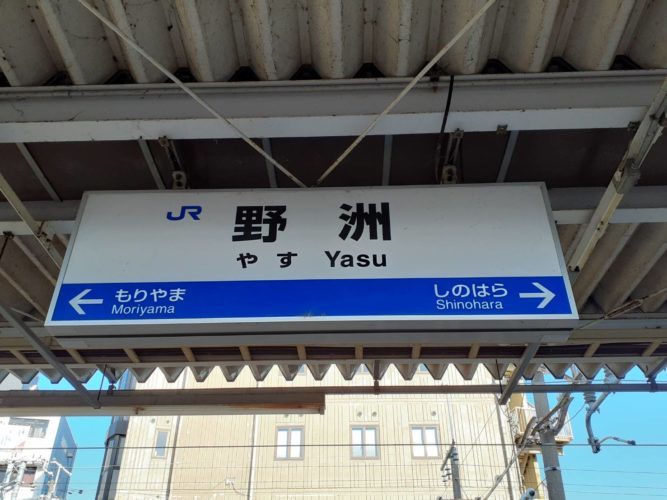 JR 野洲
やす Yasu
← もりやま
Moriyama
しのはら →
Shinohara